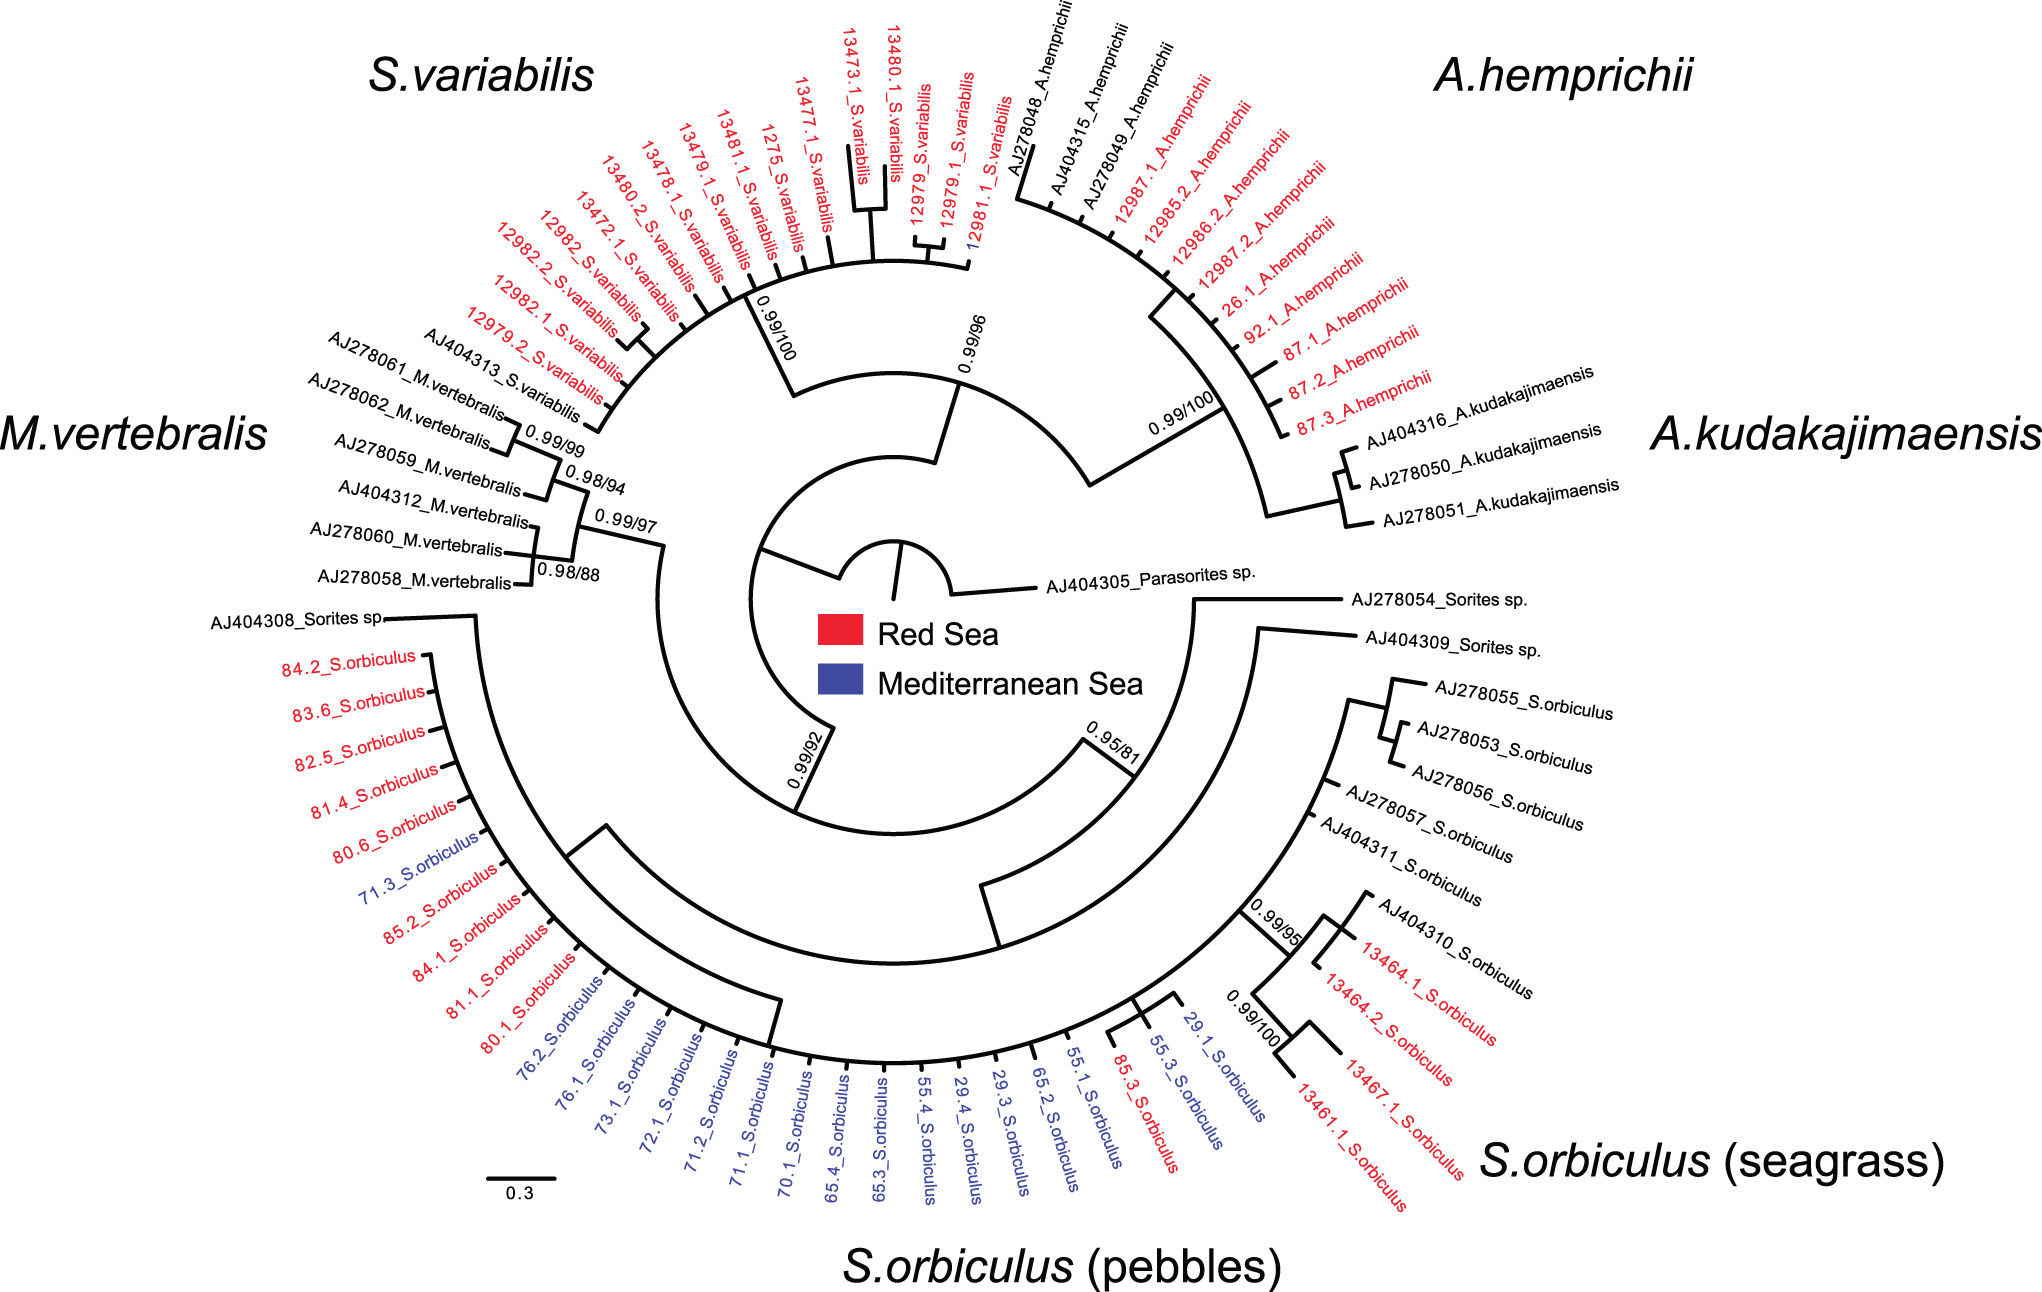 S.variabilis
A.hemprichii
M.vertebralis
A.kudakajimaensis
S.orbiculus (seagrass)
S.orbiculus (pebbles)
Red Sea
Mediterranean Sea
0.3
AJ404313_S.variabilis
12979.2_S.variabilis
12982.1_S.variabilis
12982.2_S.variabilis
12982_S.variabilis
13472.1_S.variabilis
13480.2_S.variabilis
13478.1_S.variabilis
13479.1_S.variabilis
13481.1_S.variabilis
1275_S.variabilis
13477.1_S.variabilis
13473.1_S.variabilis
13480.1_S.variabilis
12979_S.variabilis
12979.1_S.variabilis
12981.1_S.variabilis
AJ278048_A.hemprichii
AJ404315_A.hemprichii
AJ278049_A.hemprichii
12987.1_A.hemprichii
12985.2_A.hemprichii
12986.2_A.hemprichii
12987.2_A.hemprichii
26.1_A.hemprichii
92.1_A.hemprichii
87.1_A.hemprichii
87.2_A.hemprichii
87.3_A.hemprichii
AJ404316_A.kudakajimaensis
AJ278050_A.kudakajimaensis
AJ278051_A.kudakajimaensis
AJ404305_Parasorites sp.
AJ278054_Sorites sp.
AJ404309_Sorites sp.
AJ278055_S.orbiculus
AJ278053_S.orbiculus
AJ278056_S.orbiculus
AJ278057_S.orbiculus
AJ404311_S.orbiculus
AJ404310_S.orbiculus
13464.1_S.orbiculus
13464.2_S.orbiculus
13467.1_S.orbiculus
13461.1_S.orbiculus
29.1_S.orbiculus
55.3_S.orbiculus
85.3_S.orbiculus
55.1_S.orbiculus
65.2_S.orbiculus
29.3_S.orbiculus
29.4_S.orbiculus
55.4_S.orbiculus
65.3_S.orbiculus
65.4_S.orbiculus
70.1_S.orbiculus
71.1_S.orbiculus
71.2_S.orbiculus
72.1_S.orbiculus
73.1_S.orbiculus
76.1_S.orbiculus
76.2_S.orbiculus
80.1_S.orbiculus
81.1_S.orbiculus
84.1_S.orbiculus
85.2_S.orbiculus
71.3_S.orbiculus
80.6_S.orbiculus
81.4_S.orbiculus
82.5_S.orbiculus
83.6_S.orbiculus
84.2_S.orbiculus
AJ404308_Sorites sp.
AJ278058_M.vertebralis
AJ278060_M.vertebralis
AJ404312_M.vertebralis
AJ278059_M.vertebralis
AJ278062_M.vertebralis
AJ278061_M.vertebralis
0.99/100
0.99/96
0.99/100
0.99/99
0.98/94
0.99/97
0.98/88
0.99/92
0.95/81
0.99/95
0.99/100